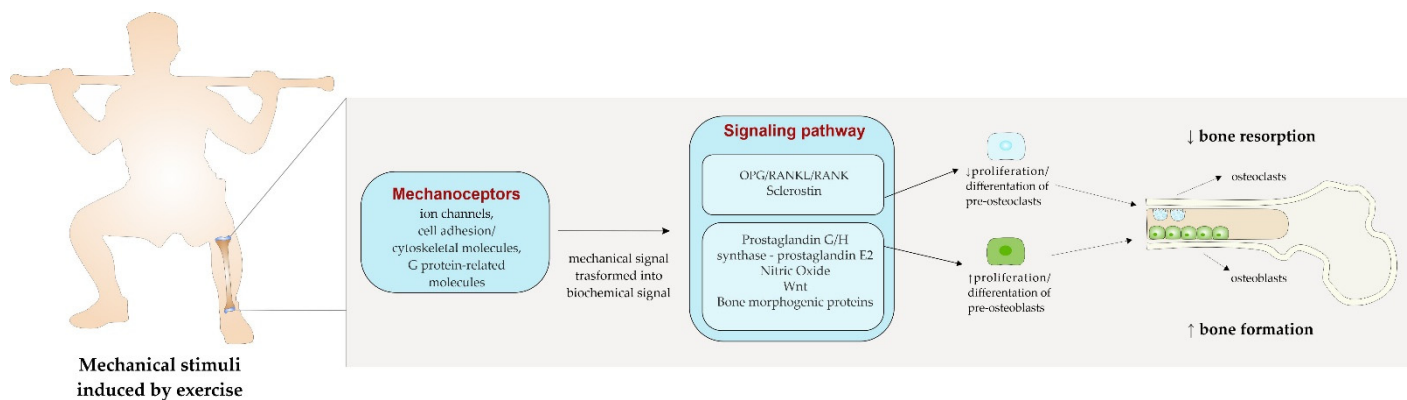 Mechanical stimuli
induced by exercise
Mechanoceptors
ion channels,
cell adhesion/
cytoskeletal molecules,
G protein-related
molecules
mechanical signal
trasformed into
biochemical signal
Signaling pathway
OPG/RANKL/RANK
Sclerostin
Prostaglandin G/H
synthase - prostaglandin E2
Nitric Oxide
Wnt
Bone morphogenic proteins
↓proliferation/
differentation of
pre-osteoclasts
↑proliferation/
differentation of
pre-osteoblasts
↓ bone resorption
osteoclasts
osteoblasts
↑ bone formation